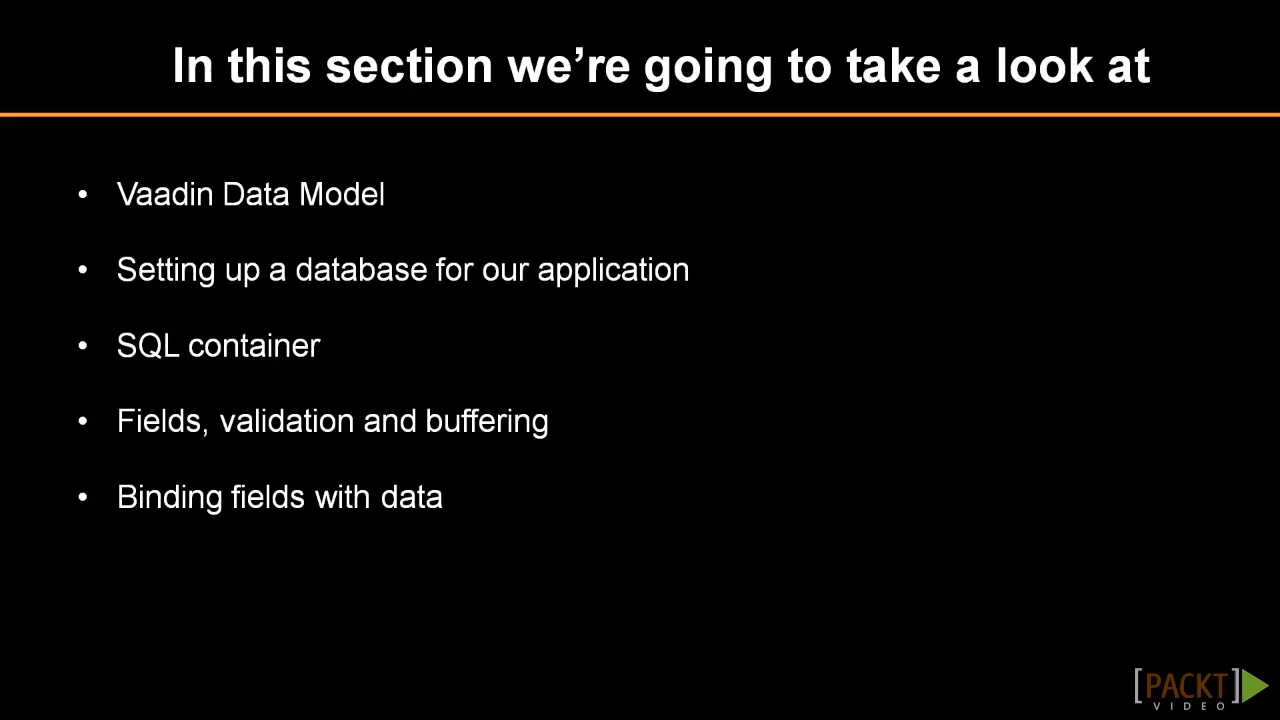 In this section we’re going to take a look at
• Vaadin Data Model
• Setting up a database for our application
• SQL container
• Fields, validation and buffering
• Binding fields with data
[PACKT]
VIDEO